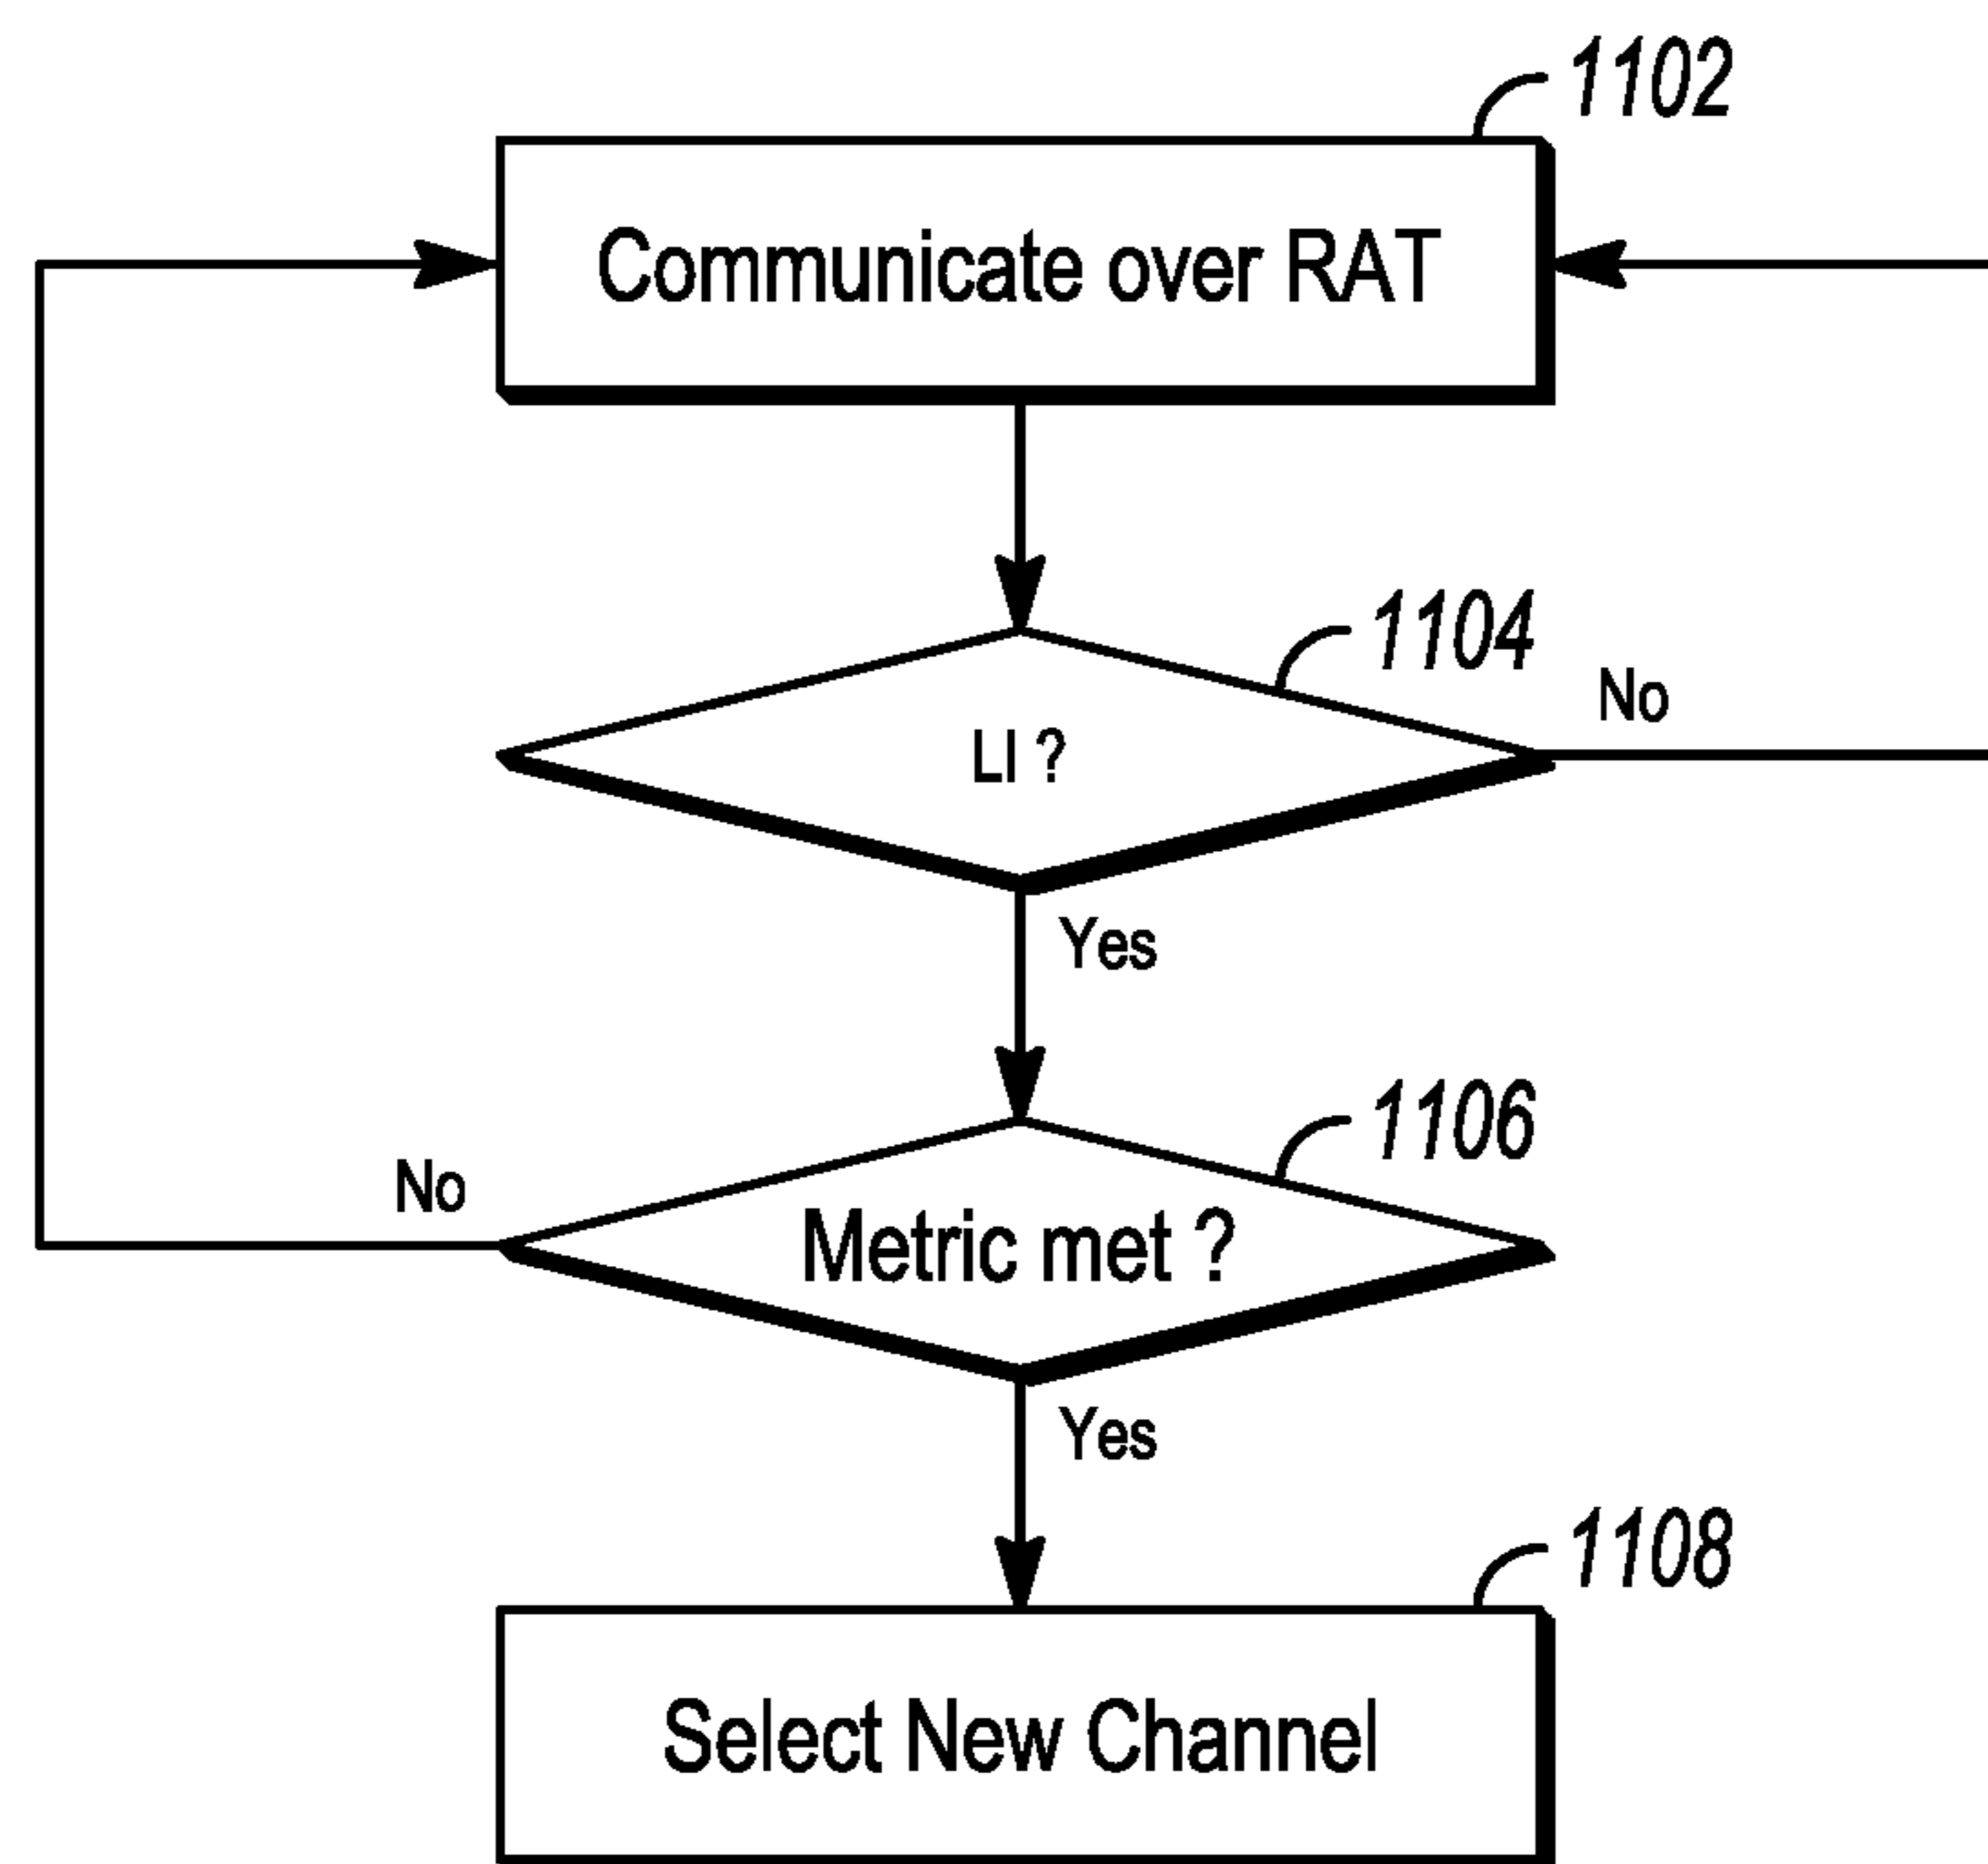 1102
Communicate over RAT
1104
No
LI ?
Yes
1106
No
Metric met ?
Yes
1108
Select New Channel